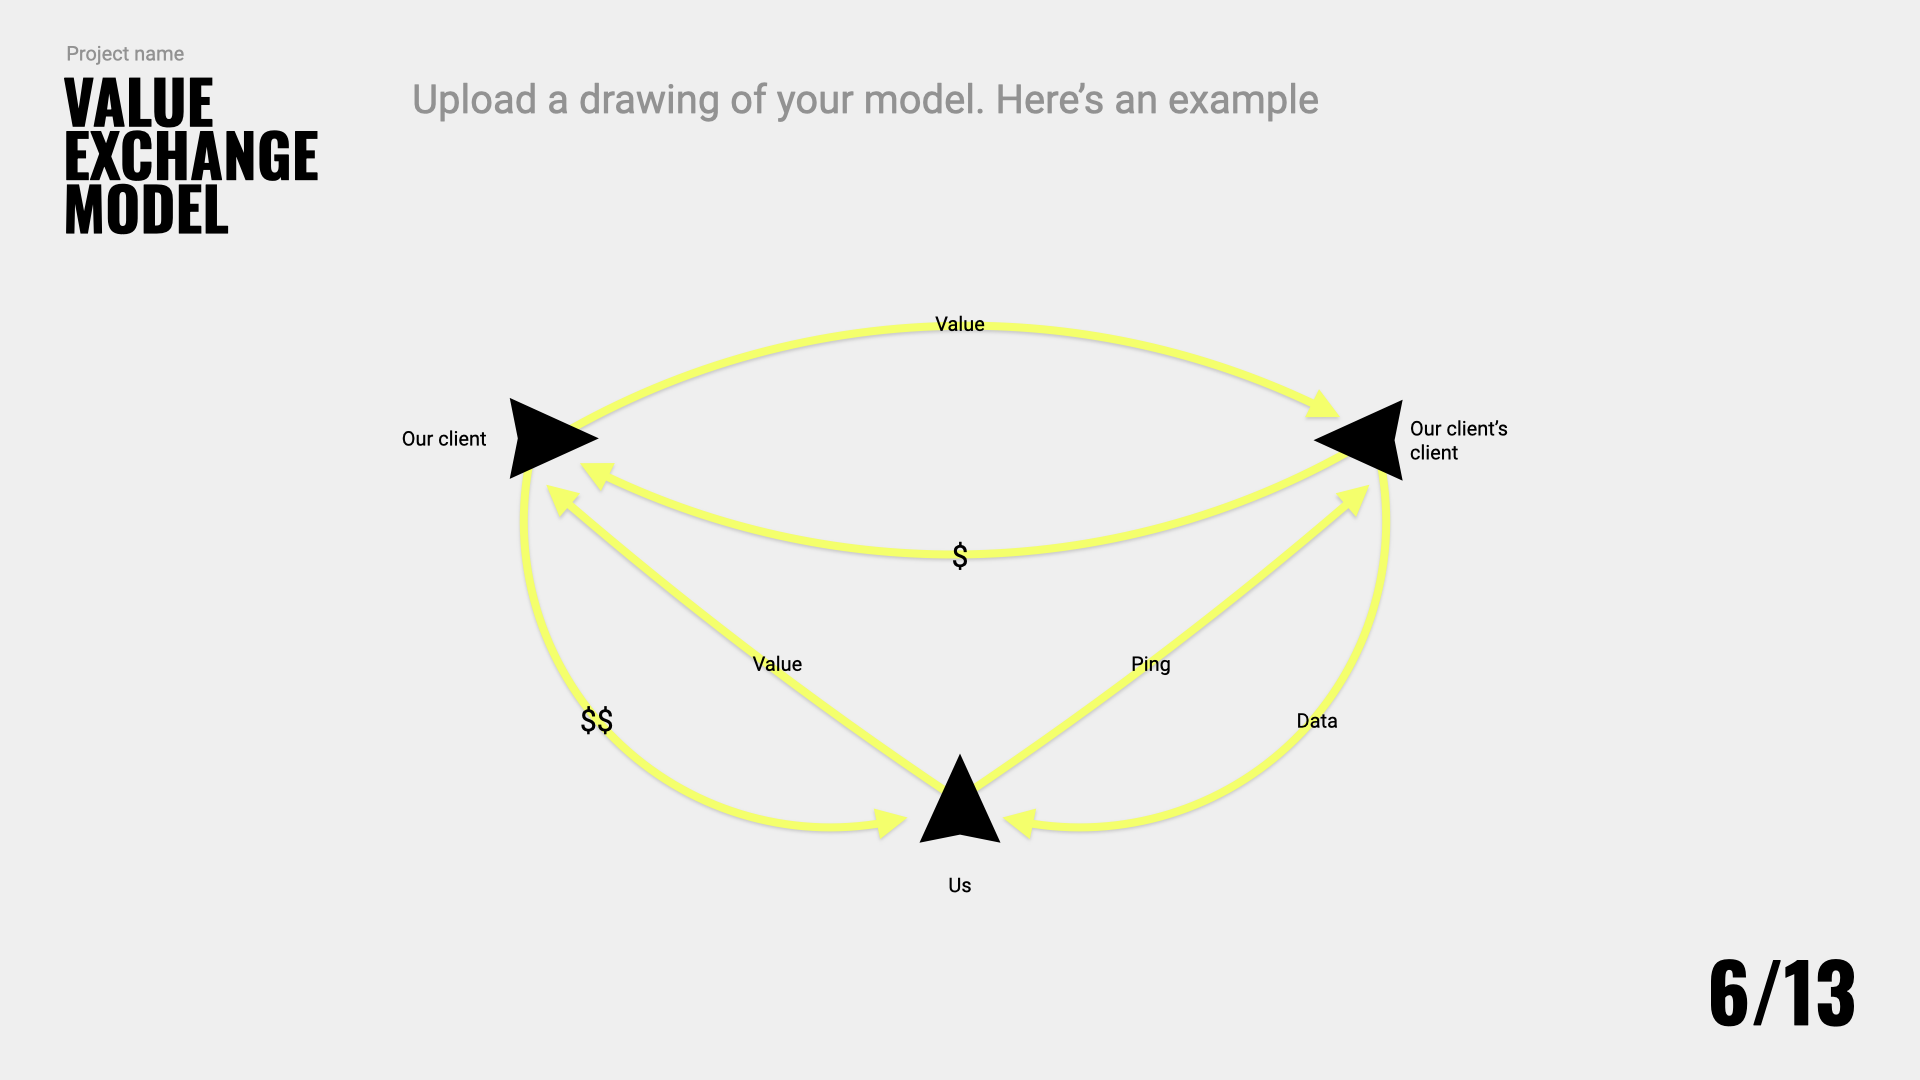 Project name
VALUE
EXCHANGE
MODEL
Upload a drawing of your model. Here’s an example
Value
Our client
Our client’s
client
$
Value
Ping
$$
Data
Us
6/13